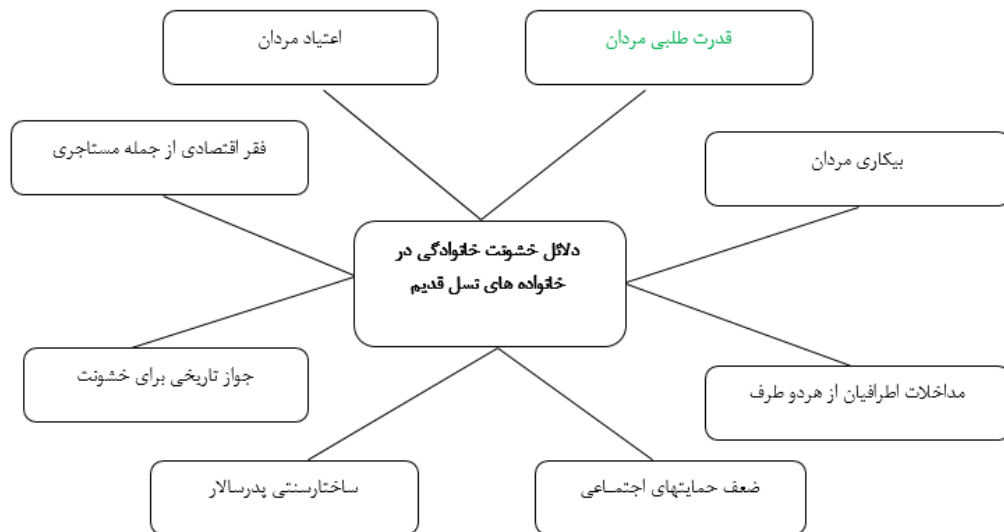 قدرت طلبی مردان
اعتیاد مردان
بیکاری مردان
فقر اقتصادی از جمله مستاجری
دلائل خشونت خانوادگی در
خانواده های نسل قدیم
مداخلات اطرافیان از هردو طرف
جواز تاریخی برای خشونت
ضعف حمایتهای اجتمـاعی
ساختارسنتی پدرسالار